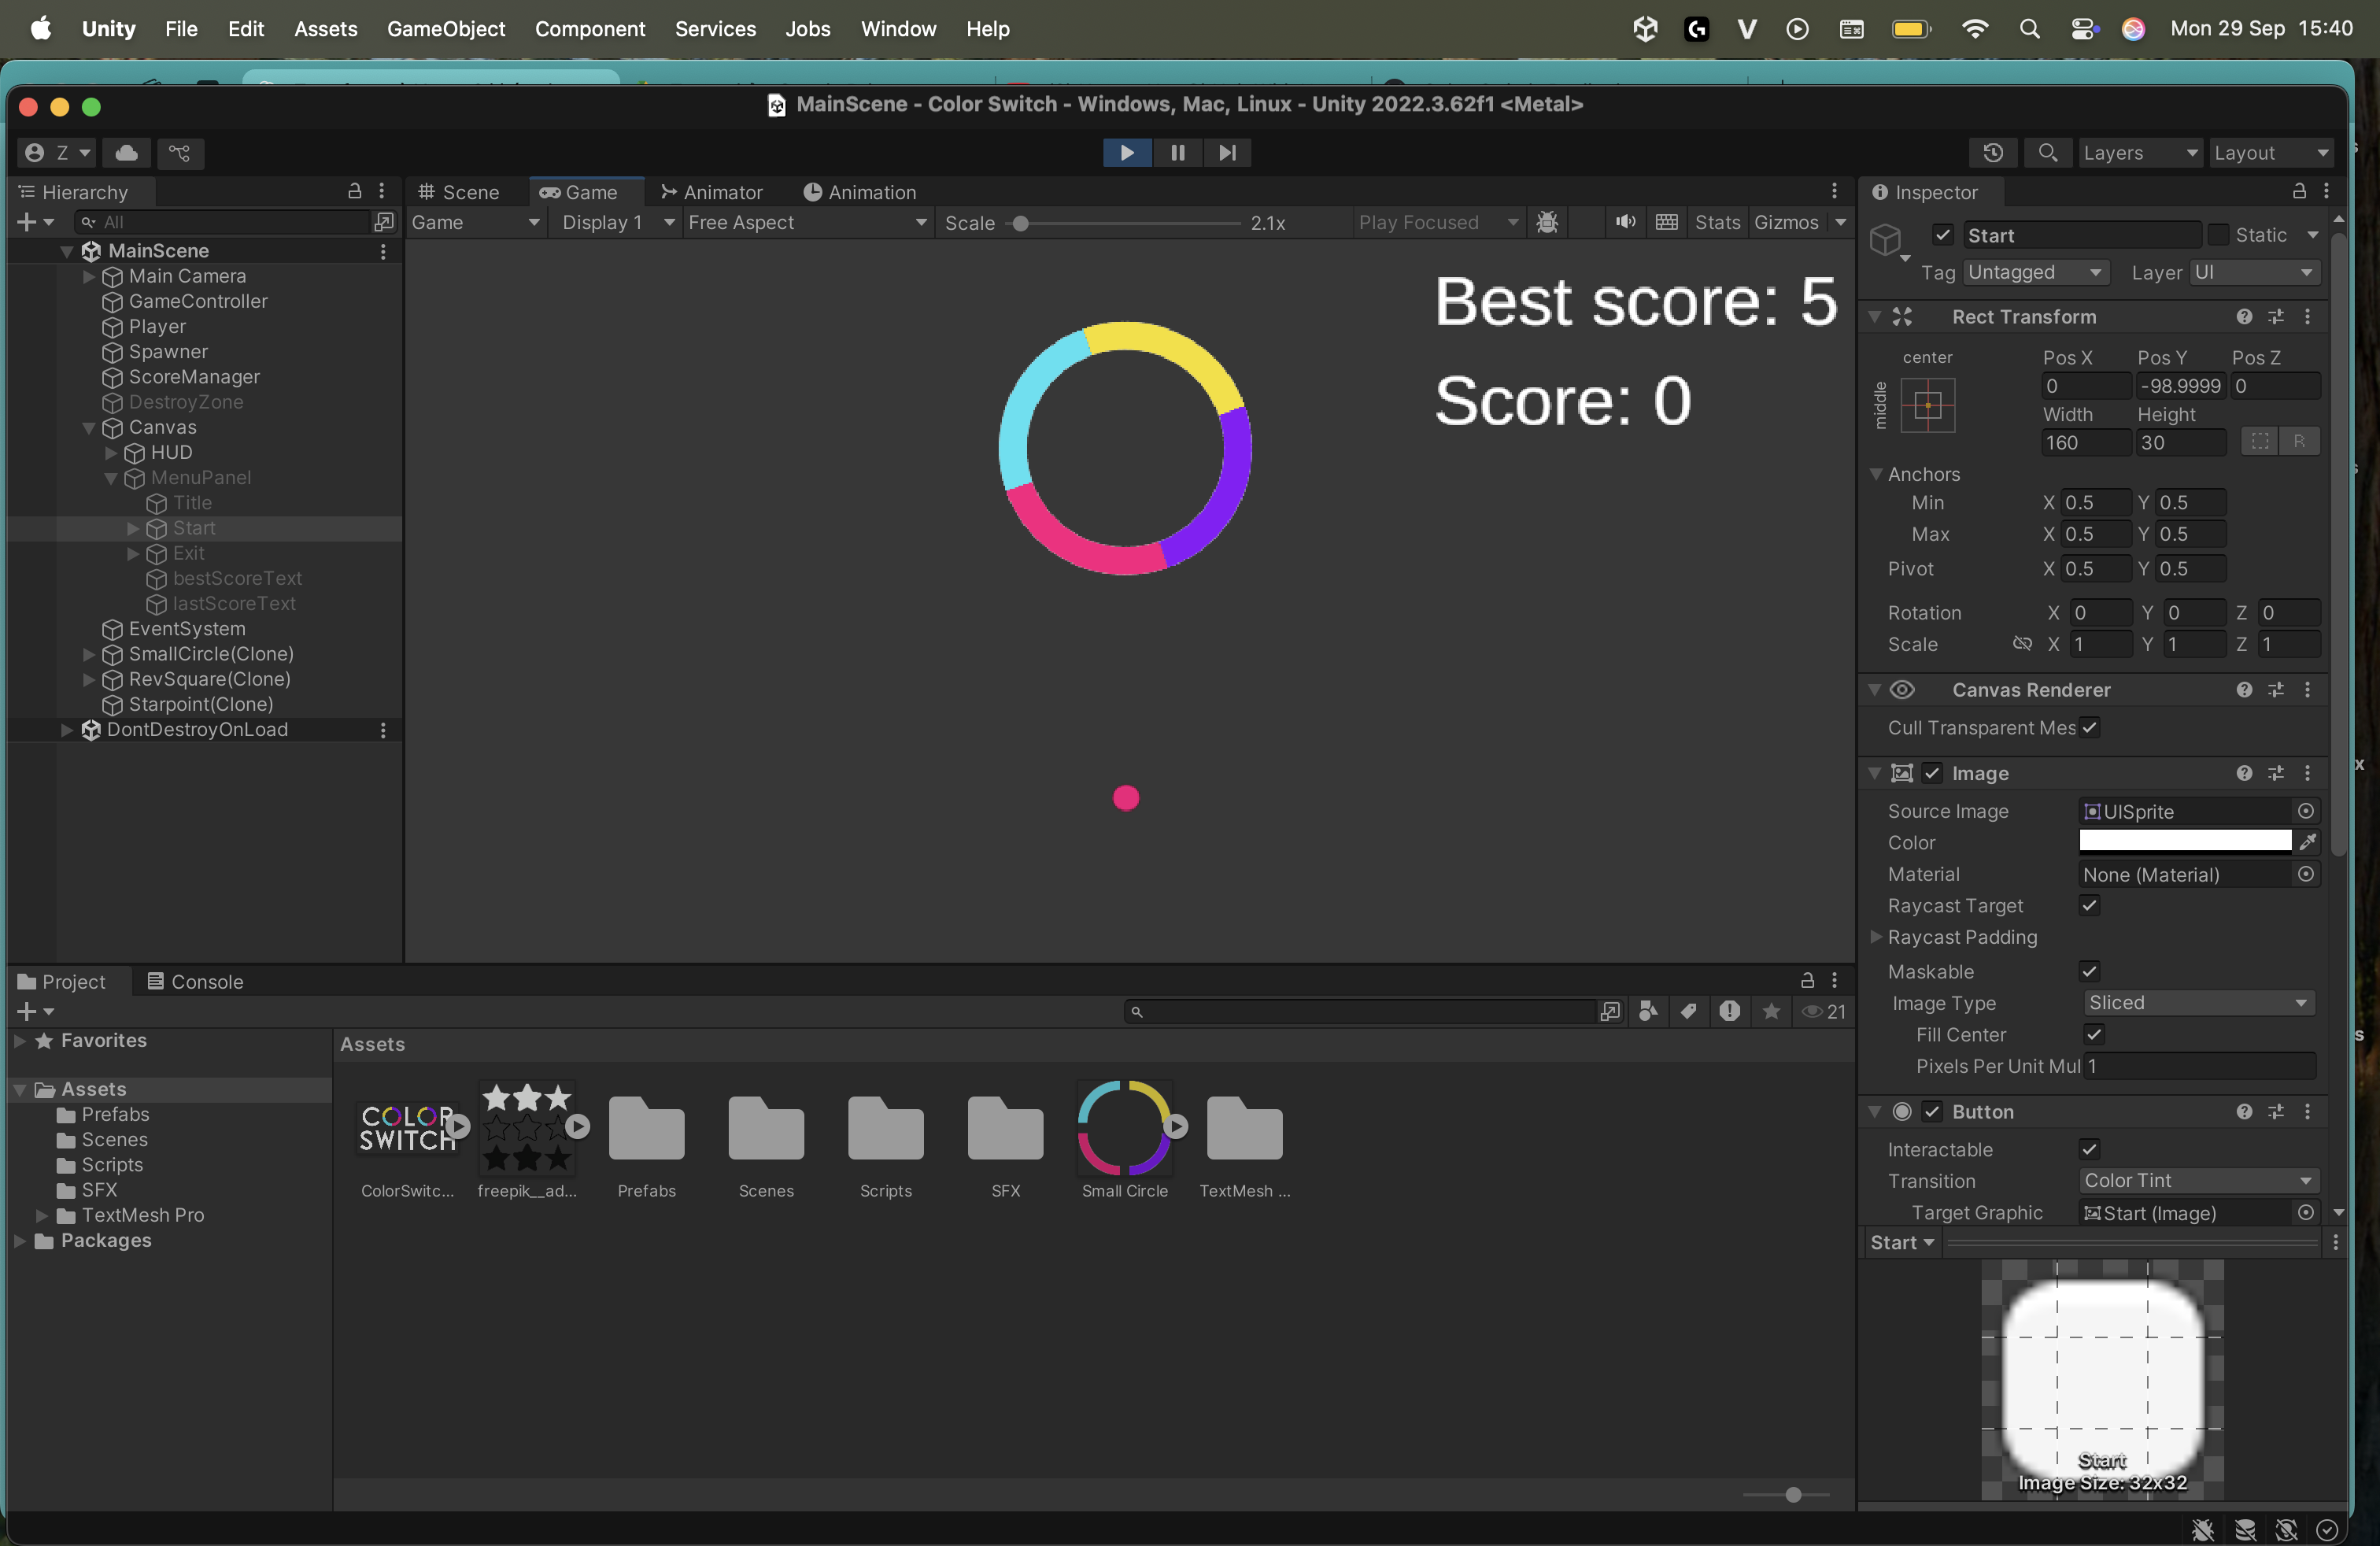 Unity File Edit Assets GameObject Component Services Jobs Window Help Mon 29 Sep 15:40
MainScene - Color Switch - Windows, Mac, Linux - Unity 2022.3.62f1 <Metal>
Z Layers Layout
Hierarchy
All
MainScene
Main Camera
GameController
Player
Spawner
ScoreManager
DestroyZone
Canvas
HUD
MenuPanel
Title
Start
Exit
bestScoreText
lastScoreText
EventSystem
SmallCircle(Clone)
RevSquare(Clone)
Starpoint(Clone)
DontDestroyOnLoad
Scene Game Animator Animation
Game Display 1 Free Aspect Scale 2.1x Play Focused Stats Gizmos
Best score: 5
Score: 0
Inspector
Start Static
Tag Untagged Layer UI
Rect Transform
center
middle
Pos X Pos Y Pos Z
0 -98.9999 0
Width Height
160 30 R
Anchors
Min X 0.5 Y 0.5
Max X 0.5 Y 0.5
Pivot X 0.5 Y 0.5
Rotation X 0 Y 0 Z 0
Scale X 1 Y 1 Z 1
Canvas Renderer
Cull Transparent Mes
Image
Source Image UISprite
Color
Material None (Material)
Raycast Target
Raycast Padding
Maskable
Image Type Sliced
Fill Center
Pixels Per Unit Mul 1
Button
Interactable
Transition Color Tint
Target Graphic Start (Image)
Start
Start
Image Size: 32x32
Project Console
21
Favorites
Assets
Prefabs
Scenes
Scripts
SFX
TextMesh Pro
Packages
Assets
COLOR
SWITCH
ColorSwitc... freepik__ad... Prefabs Scenes Scripts SFX Small Circle TextMesh ...